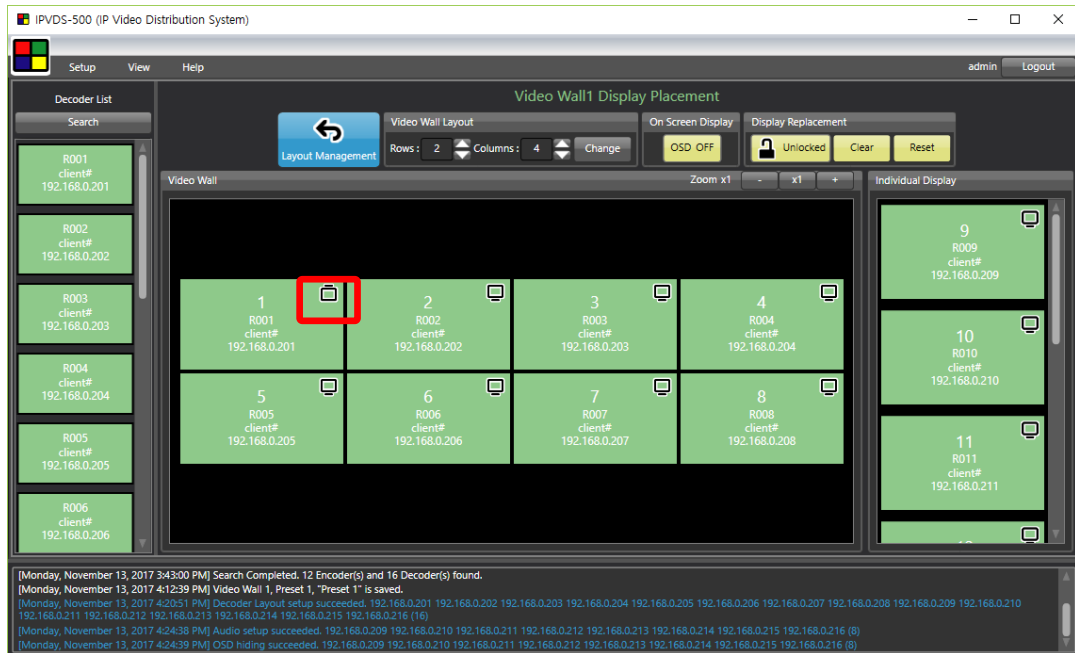 IPVDS-500 (IP Video Distribution System)
Setup View Help admin Logout
Decoder List
Search
R001
client#
192.168.0.201
R002
client#
192.168.0.202
R003
client#
192.168.0.203
R004
client#
192.168.0.204
R005
client#
192.168.0.205
R006
client#
192.168.0.206
Video Wall1 Display Placement
Layout Management
Video Wall Layout
Rows : 2 Columns : 4 Change
On Screen Display
OSD OFF
Display Replacement
Unlocked Clear Reset
Video Wall Zoom x1 - x1 +
1
R001
client#
192.168.0.201
2
R002
client#
192.168.0.202
3
R003
client#
192.168.0.203
4
R004
client#
192.168.0.204
5
R005
client#
192.168.0.205
6
R006
client#
192.168.0.206
7
R007
client#
192.168.0.207
8
R008
client#
192.168.0.208
Individual Display
9
R009
client#
192.168.0.209
10
R010
client#
192.168.0.210
11
R011
client#
192.168.0.211
[Monday, November 13, 2017 3:43:00 PM] Search Completed. 12 Encoder(s) and 16 Decoder(s) found.
[Monday, November 13, 2017 4:12:39 PM] Video Wall 1, Preset 1, "Preset 1" is saved.
[Monday, November 13, 2017 4:20:51 PM] Decoder Layout setup succeeded. 192.168.0.201 192.168.0.202 192.168.0.203 192.168.0.204 192.168.0.205 192.168.0.206 192.168.0.207 192.168.0.208 192.168.0.209 192.168.0.210
192.168.0.211 192.168.0.212 192.168.0.213 192.168.0.214 192.168.0.215 192.168.0.216 (16)
[Monday, November 13, 2017 4:24:38 PM] Audio setup succeeded. 192.168.0.209 192.168.0.210 192.168.0.211 192.168.0.212 192.168.0.213 192.168.0.214 192.168.0.215 192.168.0.216 (8)
[Monday, November 13, 2017 4:24:39 PM] OSD hiding succeeded. 192.168.0.209 192.168.0.210 192.168.0.211 192.168.0.212 192.168.0.213 192.168.0.214 192.168.0.215 192.168.0.216 (8)